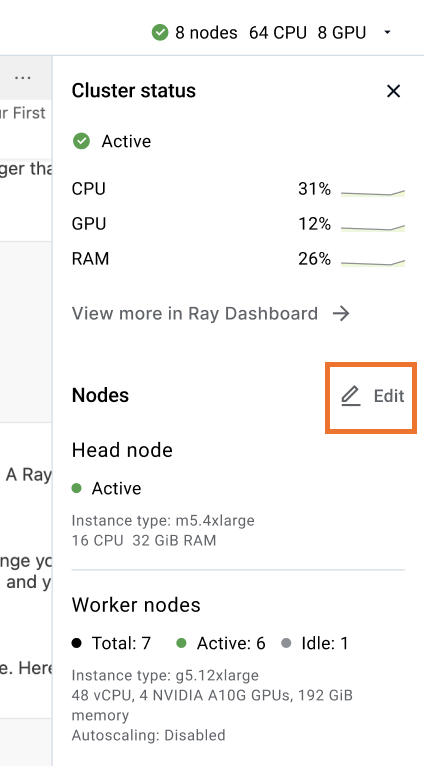 8 nodes 64 CPU 8 GPU
...
Cluster status
r First
Active
ger tha
CPU 31%
GPU 12%
RAM 26%
View more in Ray Dashboard
Nodes Edit
Head node
A Ray
Active
Instance type: m5.4xlarge
16 CPU 32 GiB RAM
nge yo
and y
Worker nodes
Total: 7 Active: 6 Idle: 1
e. Here
Instance type: g5.12xlarge
48 vCPU, 4 NVIDIA A10G GPUs, 192 GiB
memory
Autoscaling: Disabled